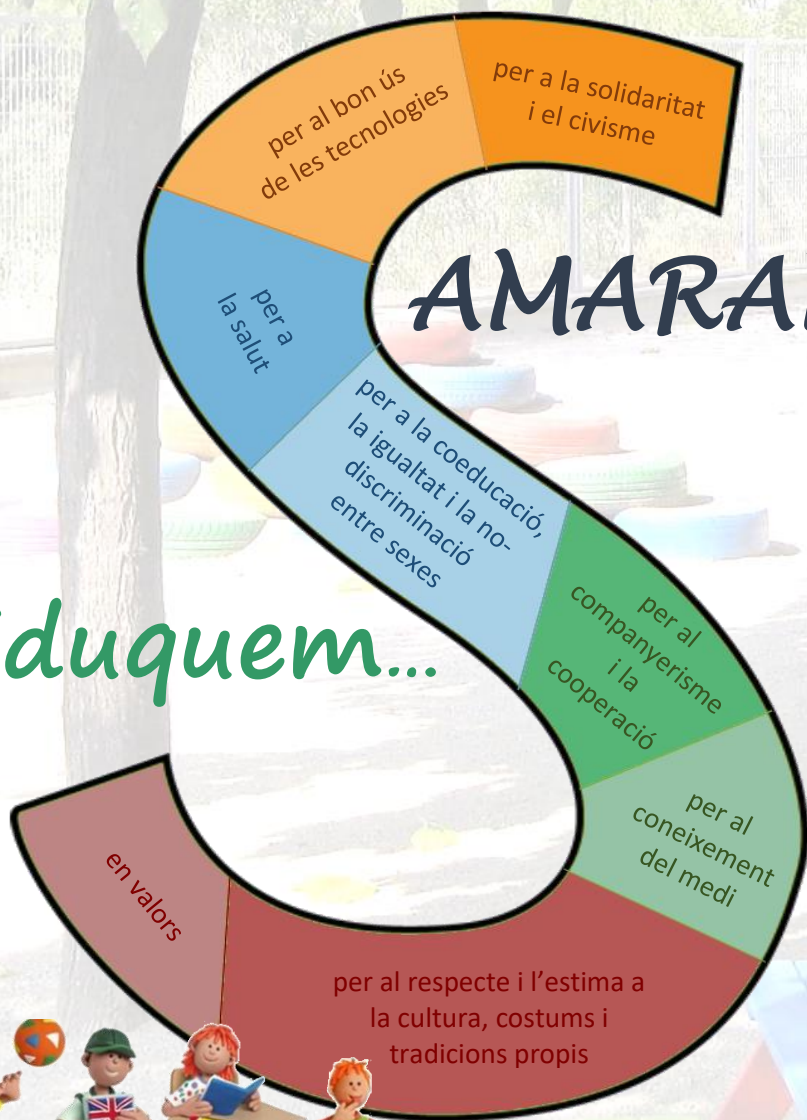 per a la solidaritat
i el civisme
per al bon ús
de les tecnologies
per a
la salut
per a la coeducació,
la igualtat i la no-
discriminació
entre sexes
per al
companyerisme
i la
cooperació
per al
coneixement
del medi
per al respecte i l’estima a
la cultura, costums i
tradicions propis
en valors
duquem...
AMARA